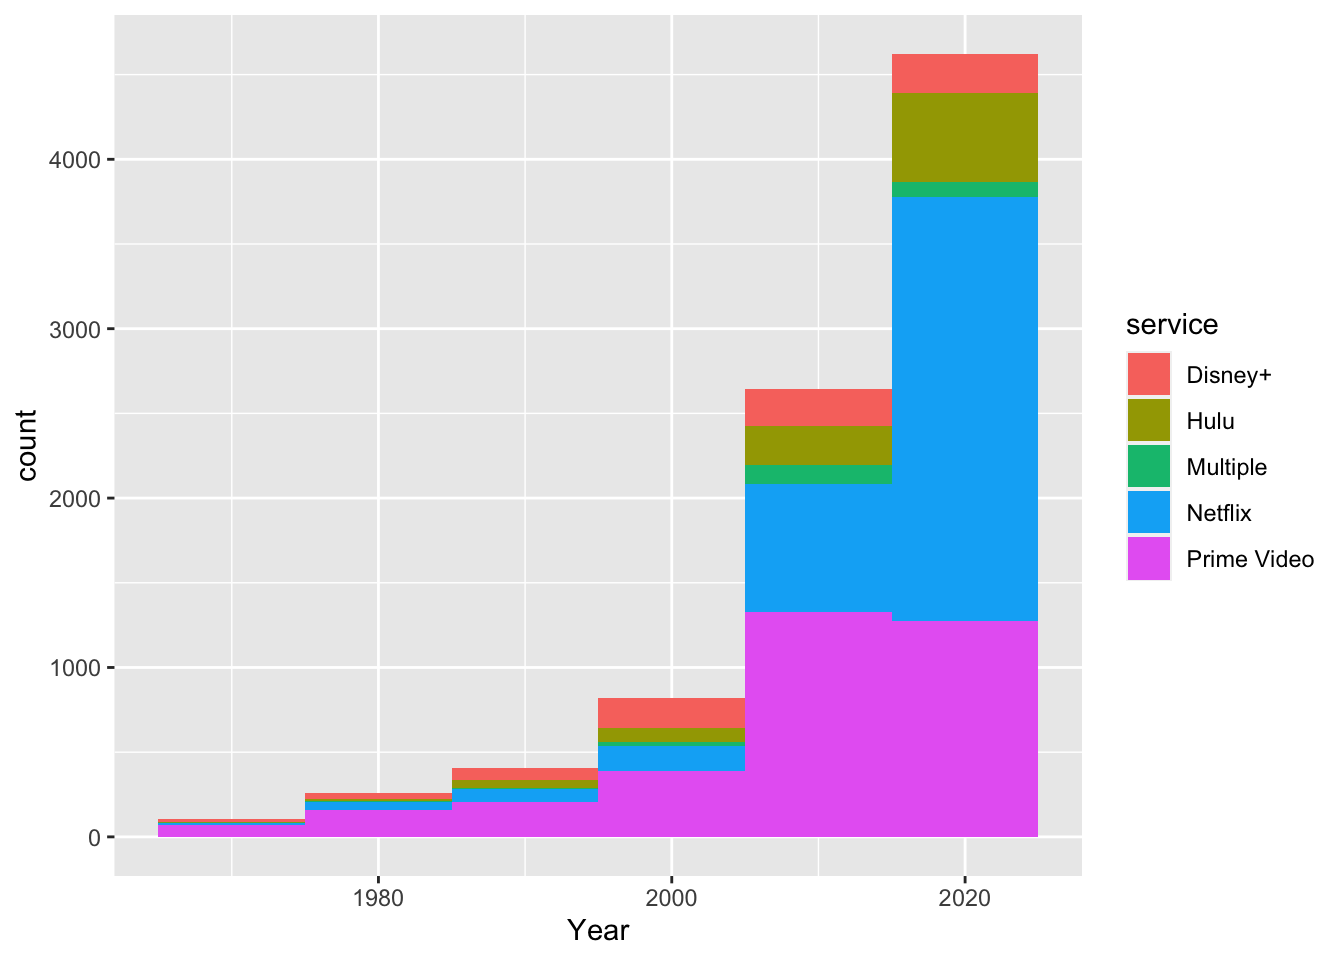 4000
3000
2000
1000
0
count
1980 2000 2020
Year
service
Disney+
Hulu
Multiple
Netflix
Prime Video